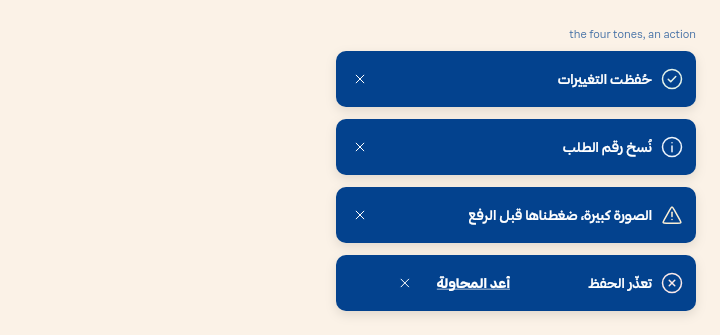 the four tones, an action
حُفظت التغييرات
نُسخ رقم الطلب
الصورة كبيرة، ضغطناها قبل الرفع
تعذّر الحفظ
أعد المحاولة